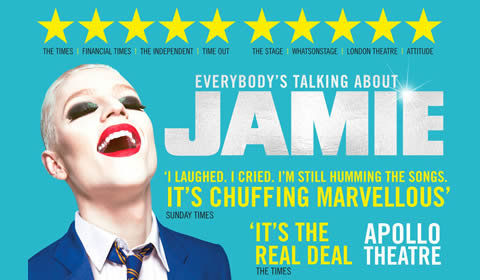 THE TIMES | FINANCIAL TIMES | THE INDEPENDENT | TIME OUT | THE STAGE | WHATSONSTAGE | LONDON THEATRE | ATTITUDE
EVERYBODY'S TALKING ABOUT
JAMIE
'I LAUGHED. I CRIED. I'M STILL HUMMING THE SONGS.
IT'S CHUFFING MARVELLOUS'
SUNDAY TIMES
'IT'S THE
REAL DEAL'
THE TIMES
APOLLO
THEATRE